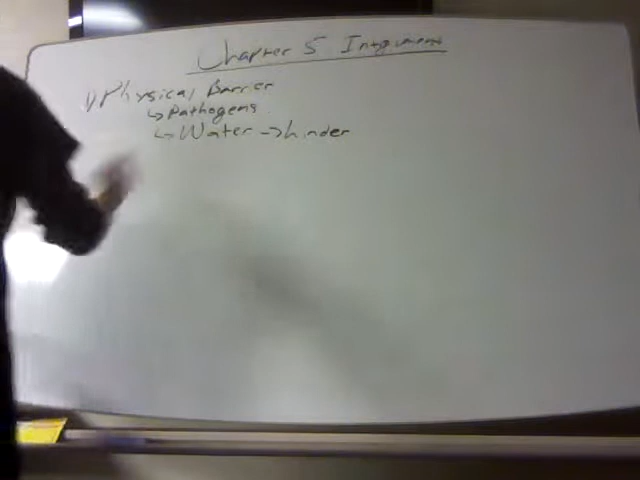 Chapter 5 Integument
1) Physical Barrier
↳ Pathogens
↳ Water → hinder